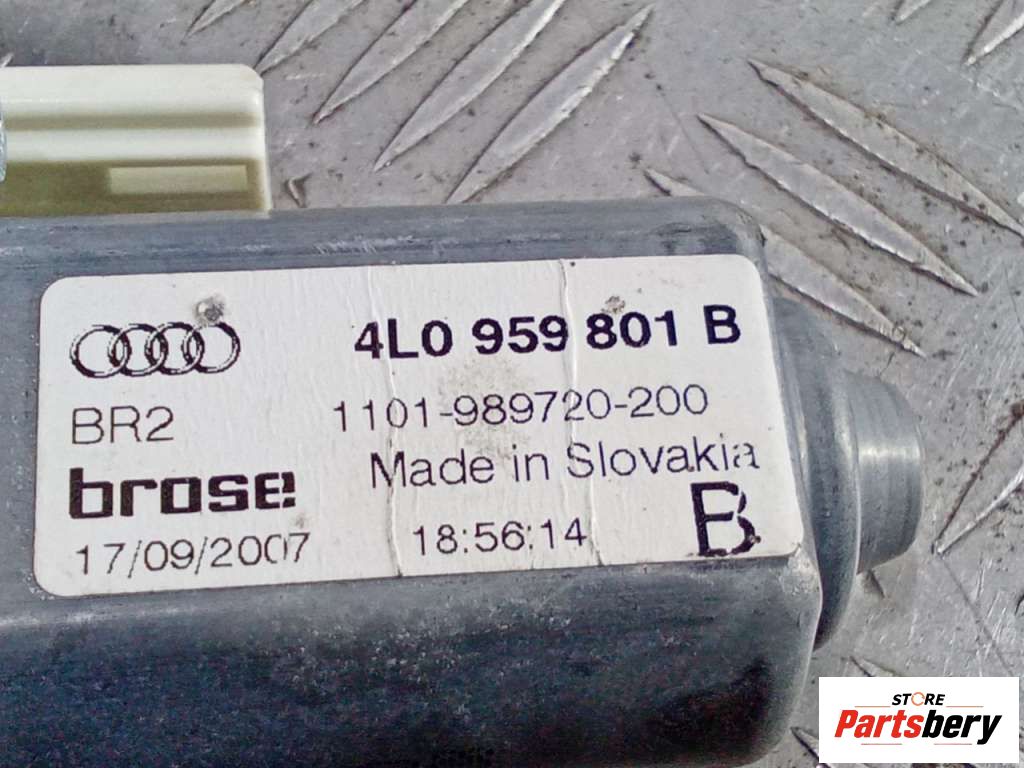 4L0 959 801 B
BR2 1101-989720-200
brose Made in Slovakia
17/09/2007 18:56:14 B
STORE
Partsbery